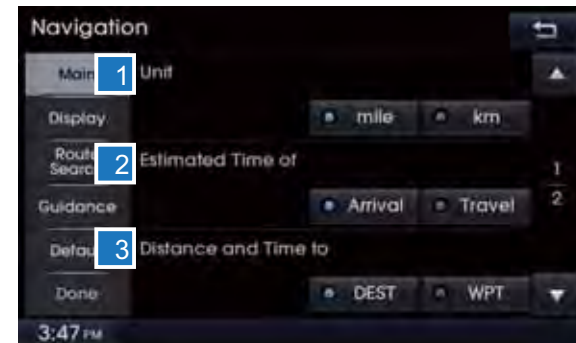 Navigation
Main 1 Unit
Display mile km
Route
Search 2 Estimated Time of
1
Guidance Arrival Travel 2
Defau 3 Distance and Time to
Done DEST WPT
3:47 PM